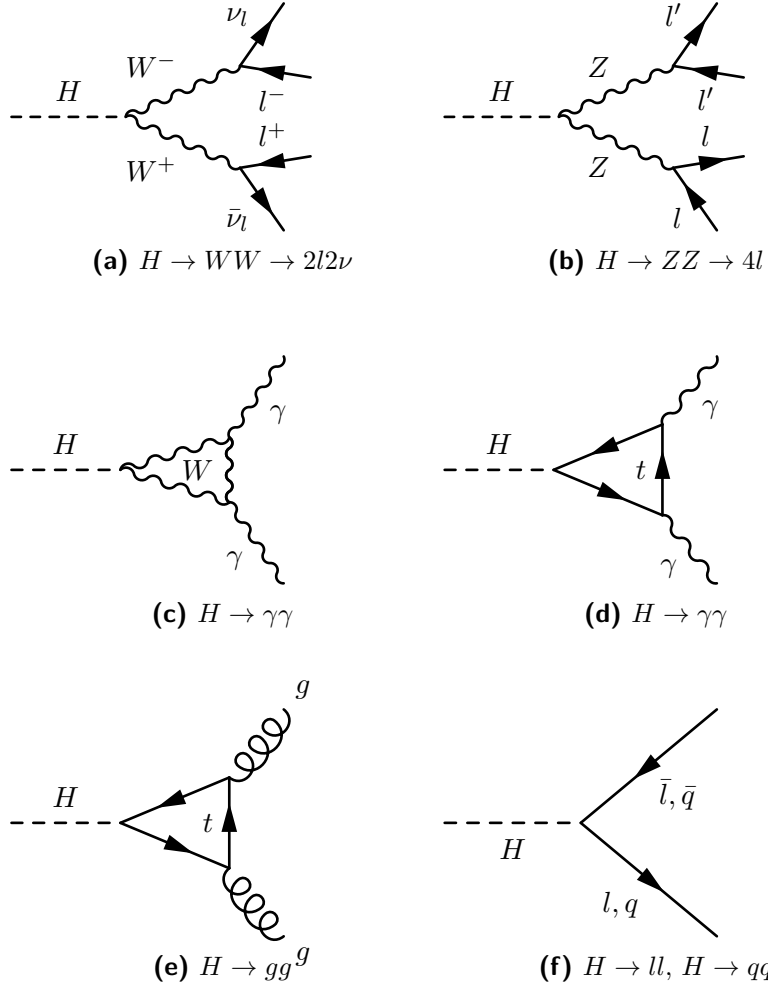 ν_l
W⁻
H
l⁻
l⁺
W⁺
ν̄_l
(a) H → WW → 2l2ν
l′
Z
H
l′
l
Z
l
(b) H → ZZ → 4l
γ
H
W
γ
(c) H → γγ
γ
H
t
γ
(d) H → γγ
g
H
t
g
(e) H → gg
l̄, q̄
H
l, q
(f) H → ll, H → qq